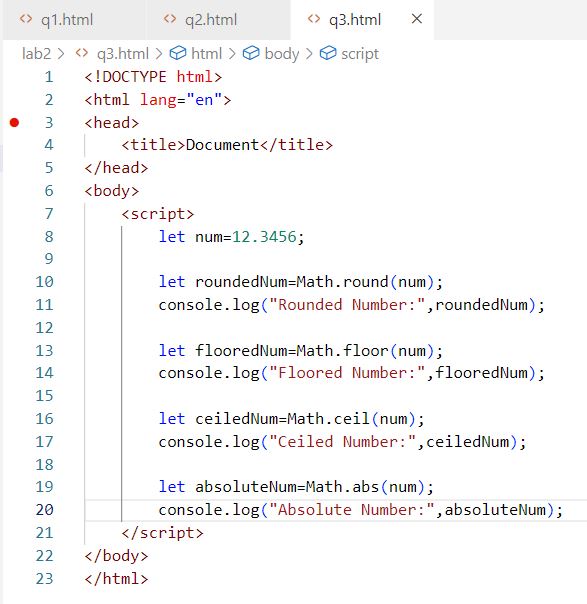 <> q1.html <> q2.html <> q3.html ×
lab2 > <> q3.html > html > body > script
1 <!DOCTYPE html>
2 <html lang="en">
3 <head>
4     <title>Document</title>
5 </head>
6 <body>
7     <script>
8         let num=12.3456;
9
10         let roundedNum=Math.round(num);
11         console.log("Rounded Number:",roundedNum);
12
13         let flooredNum=Math.floor(num);
14         console.log("Floored Number:",flooredNum);
15
16         let ceiledNum=Math.ceil(num);
17         console.log("Ceiled Number:",ceiledNum);
18
19         let absoluteNum=Math.abs(num);
20         console.log("Absolute Number:",absoluteNum);
21     </script>
22 </body>
23 </html>